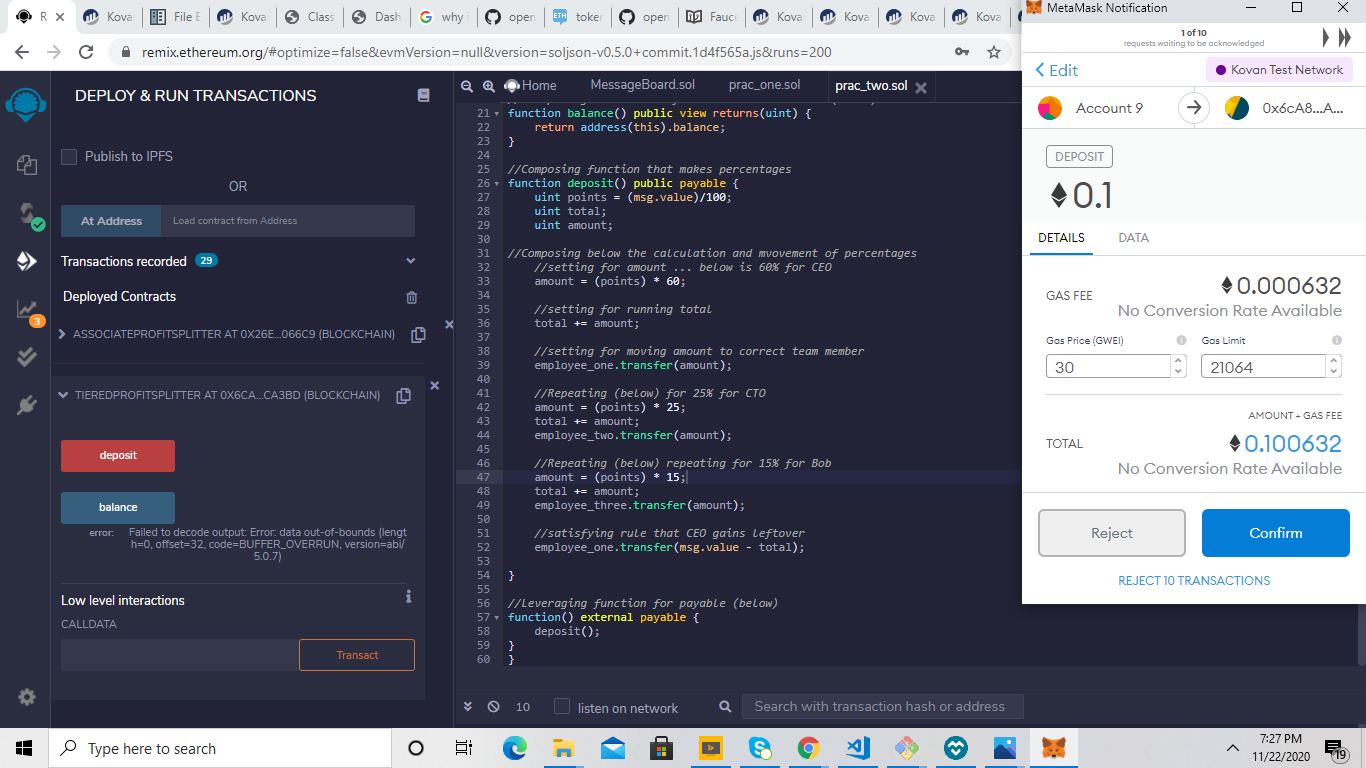 R
Kovan
File E
Kovan
Class
Dash
why i
open
token
open
Fauce
Kova
Kova
Kova
Kova
remix.ethereum.org/#optimize=false&evmVersion=null&version=soljson-v0.5.0+commit.1d4f565a.js&runs=200
DEPLOY & RUN TRANSACTIONS
Publish to IPFS
OR
At Address
Load contract from Address
Transactions recorded 29
Deployed Contracts
3
ASSOCIATEPROFITSPLITTER AT 0X26E...066C9 (BLOCKCHAIN)
TIEREDPROFITSPLITTER AT 0X6CA...CA3BD (BLOCKCHAIN)
deposit
balance
error: Failed to decode output: Error: data out-of-bounds (lengt
h=0, offset=32, code=BUFFER_OVERRUN, version=abi/
5.0.7)
Low level interactions
CALLDATA
Transact
Home
MessageBoard.sol
prac_one.sol
prac_two.sol
21 function balance() public view returns(uint) {
22 return address(this).balance;
23 }
24
25 //Composing function that makes percentages
26 function deposit() public payable {
27 uint points = (msg.value)/100;
28 uint total;
29 uint amount;
30
31 //Composing below the calculation and mvovement of percentages
32 //setting for amount ... below is 60% for CEO
33 amount = (points) * 60;
34
35 //setting for running total
36 total += amount;
37
38 //setting for moving amount to correct team member
39 employee_one.transfer(amount);
40
41 //Repeating (below) for 25% for CTO
42 amount = (points) * 25;
43 total += amount;
44 employee_two.transfer(amount);
45
46 //Repeating (below) repeating for 15% for Bob
47 amount = (points) * 15;
48 total += amount;
49 employee_three.transfer(amount);
50
51 //satisfying rule that CEO gains leftover
52 employee_one.transfer(msg.value - total);
53
54 }
55
56 //Leveraging function for payable (below)
57 function() external payable {
58 deposit();
59 }
60 }
10
listen on network
Search with transaction hash or address
MetaMask Notification
1 of 10
requests waiting to be acknowledged
Edit
Kovan Test Network
Account 9
0x6cA8...A...
DEPOSIT
0.1
DETAILS
DATA
GAS FEE
0.000632
No Conversion Rate Available
Gas Price (GWEI)
Gas Limit
30
21064
AMOUNT + GAS FEE
TOTAL
0.100632
No Conversion Rate Available
Reject
Confirm
REJECT 10 TRANSACTIONS
Type here to search
7:27 PM
11/22/2020
19